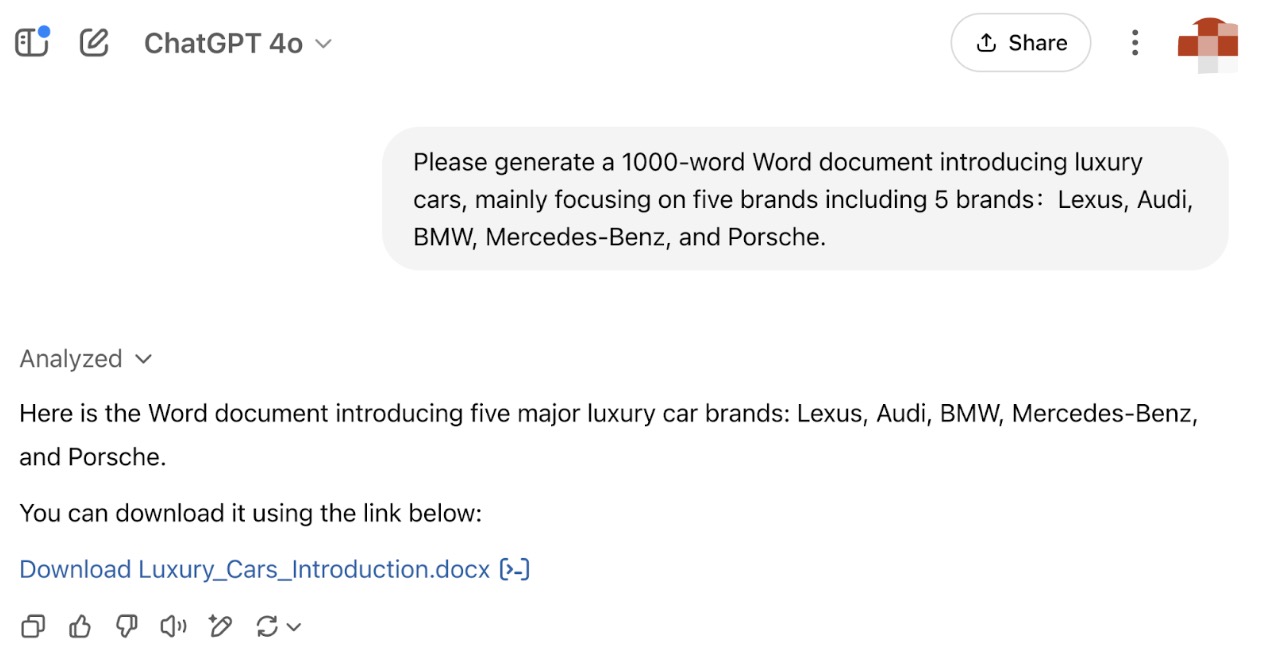 ChatGPT 4o
Share
Please generate a 1000-word Word document introducing luxury
cars, mainly focusing on five brands including 5 brands：Lexus, Audi,
BMW, Mercedes-Benz, and Porsche.
Analyzed
Here is the Word document introducing five major luxury car brands: Lexus, Audi, BMW, Mercedes-Benz,
and Porsche.
You can download it using the link below:
Download Luxury_Cars_Introduction.docx